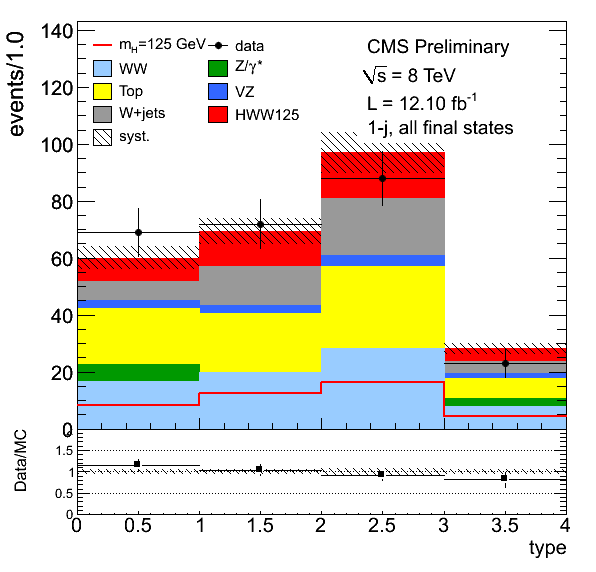 events/1.0
140
120
100
80
60
40
20
0
m_H=125 GeV
data
WW
Z/γ*
Top
VZ
W+jets
HWW125
syst.
CMS Preliminary
√s = 8 TeV
L = 12.10 fb⁻¹
1-j, all final states
Data/MC
2
1.5
1
0.5
0
0 0.5 1 1.5 2 2.5 3 3.5 4
type